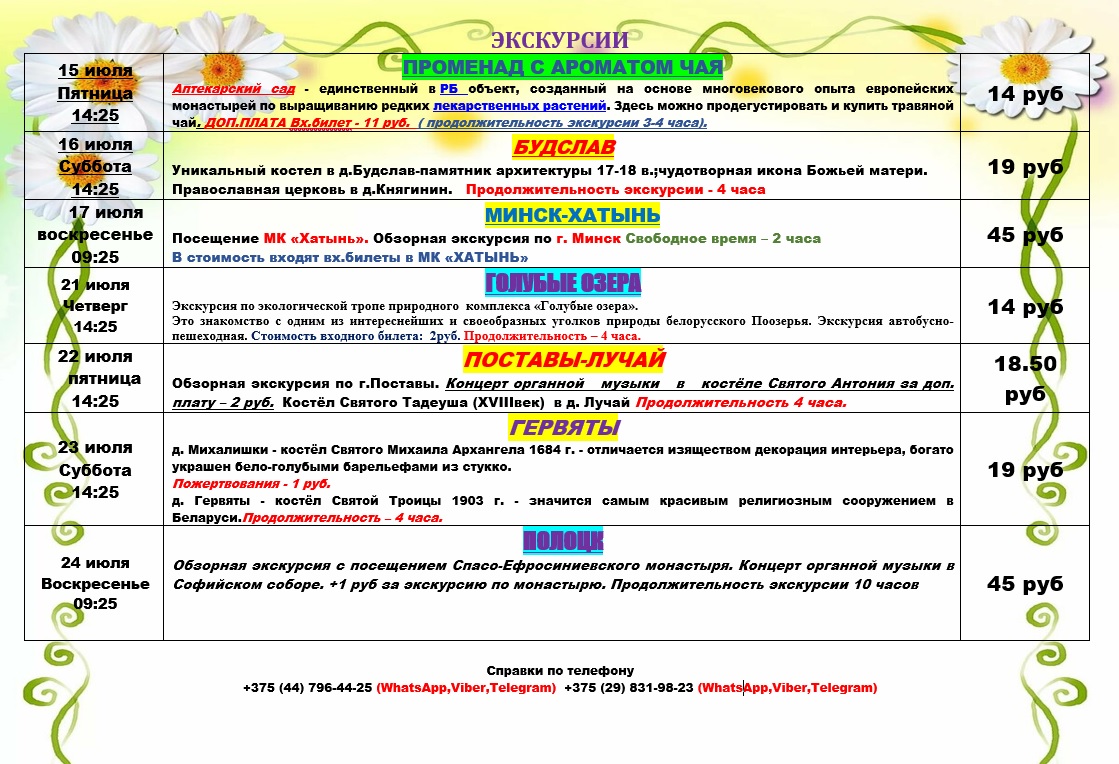 ЭКСКУРСИИ
15 июля
Пятница
14:25
ПРОМЕНАД С АРОМАТОМ ЧАЯ
Аптекарский сад - единственный в РБ объект, созданный на основе многовекового опыта европейских
монастырей по выращиванию редких лекарственных растений. Здесь можно продегустировать и купить травяной
чай. ДОП.ПЛАТА Вх.билет - 11 руб. ( продолжительность экскурсии 3-4 часа).
14 руб
16 июля
Суббота
14:25
БУДСЛАВ
Уникальный костел в д.Будслав-памятник архитектуры 17-18 в.;чудотворная икона Божьей матери.
Православная церковь в д.Княгинин. Продолжительность экскурсии - 4 часа
19 руб
17 июля
воскресенье
09:25
МИНСК-ХАТЫНЬ
Посещение МК «Хатынь». Обзорная экскурсия по г. Минск Свободное время – 2 часа
В стоимость входят вх.билеты в МК «ХАТЫНЬ»
45 руб
21 июля
Четверг
14:25
ГОЛУБЫЕ ОЗЕРА
Экскурсия по экологической тропе природного комплекса «Голубые озера».
Это знакомство с одним из интереснейших и своеобразных уголков природы белорусского Поозерья. Экскурсия автобусно-
пешеходная. Стоимость входного билета: 2руб. Продолжительность – 4 часа.
14 руб
22 июля
пятница
14:25
ПОСТАВЫ-ЛУЧАЙ
Обзорная экскурсия по г.Поставы. Концерт органной музыки в костёле Святого Антония за доп.
плату – 2 руб. Костёл Святого Тадеуша (XVIIIвек) в д. Лучай Продолжительность 4 часа.
18.50
руб
23 июля
Суббота
14:25
ГЕРВЯТЫ
д. Михалишки - костёл Святого Михаила Архангела 1684 г. - отличается изяществом декорация интерьера, богато
украшен бело-голубыми барельефами из стукко.
Пожертвования - 1 руб.
д. Гервяты - костёл Святой Троицы 1903 г. - значится самым красивым религиозным сооружением в
Беларуси.Продолжительность – 4 часа.
19 руб
24 июля
Воскресенье
09:25
ПОЛОЦК
Обзорная экскурсия с посещением Спасо-Ефросиниевского монастыря. Концерт органной музыки в
Софийском соборе. +1 руб за экскурсию по монастырю. Продолжительность экскурсии 10 часов
45 руб
Справки по телефону
+375 (44) 796-44-25 (WhatsApp,Viber,Telegram) +375 (29) 831-98-23 (WhatsApp,Viber,Telegram)